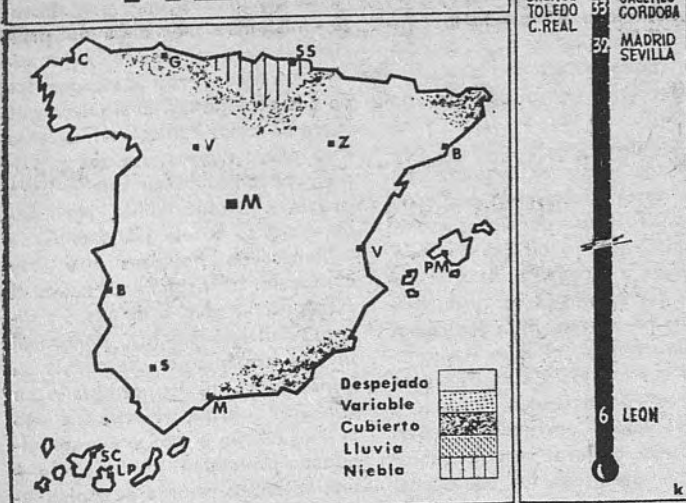 C
G
SS
V
Z
B
M
V
PM
B
S
M
SC
LP
Despejado
Variable
Cubierto
Lluvia
Niebla
TOLEDO 33 CORDOBA
C.REAL
32 MADRID
SEVILLA
6 LEON
k